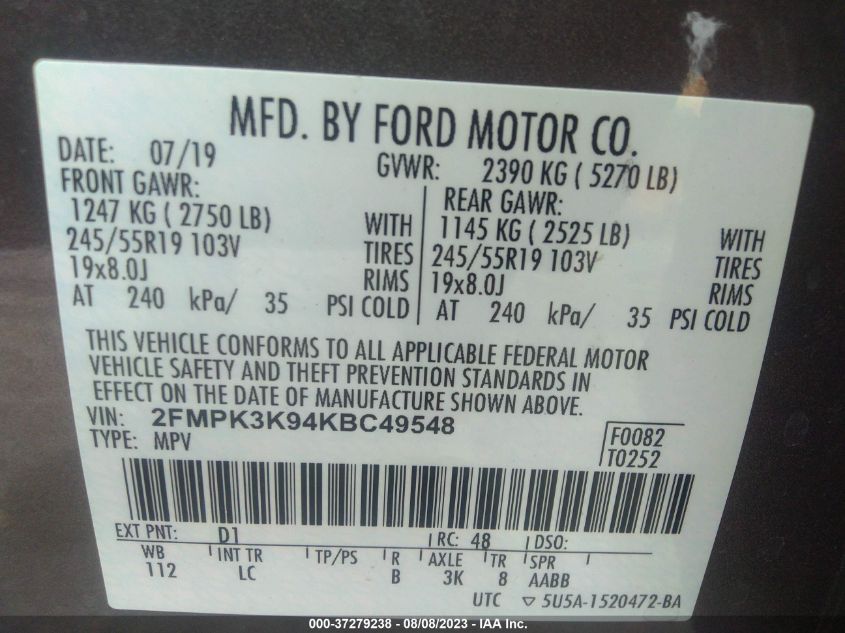 MFD. BY FORD MOTOR CO.
DATE: 07/19 GVWR: 2390 KG ( 5270 LB)
FRONT GAWR: REAR GAWR:
1247 KG ( 2750 LB) WITH 1145 KG ( 2525 LB) WITH
245/55R19 103V TIRES 245/55R19 103V TIRES
19x8.0J RIMS 19x8.0J RIMS
AT 240 kPa/ 35 PSI COLD AT 240 kPa/ 35 PSI COLD
THIS VEHICLE CONFORMS TO ALL APPLICABLE FEDERAL MOTOR
VEHICLE SAFETY AND THEFT PREVENTION STANDARDS IN
EFFECT ON THE DATE OF MANUFACTURE SHOWN ABOVE.
VIN: 2FMPK3K94KBC49548 F0082
TYPE: MPV T0252
EXT PNT: D1 RC: 48 DSO:
WB INT TR TP/PS R AXLE TR SPR
112 LC B 3K 8 AABB
UTC ▽ 5U5A-1520472-BA
000-37279238 - 08/08/2023 - IAA Inc.